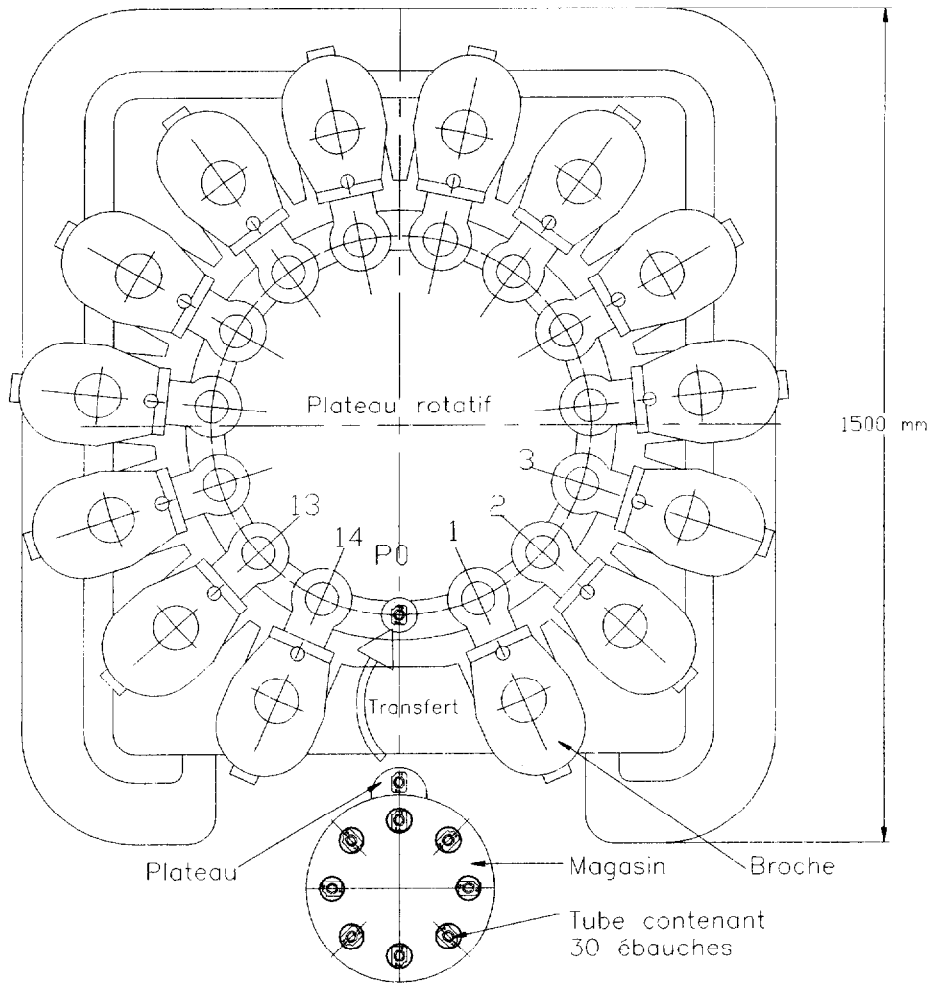 Plateau rotatif
1500 mm
3
2
13
1
14
P0
Transfert
Plateau
Magasin
Broche
Tube contenant
30 ébauches